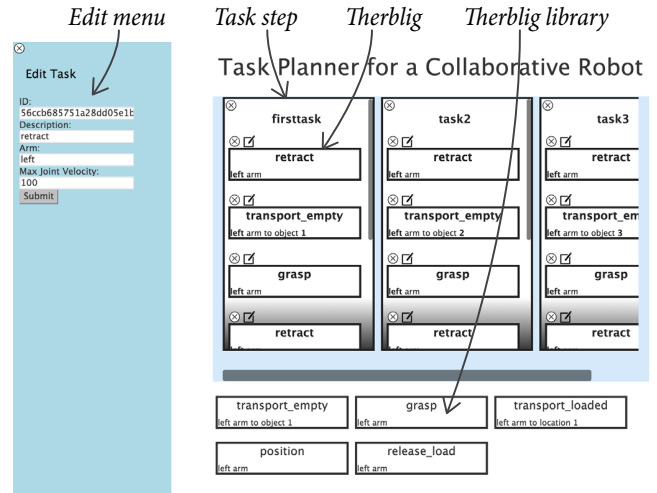 Edit menu
Task step
Therblig
Therblig library
Edit Task
ID:
56ccb685751a28dd05e1b
Description:
retract
Arm:
left
Max Joint Velocity:
100
Submit
Task Planner for a Collaborative Robot
firsttask
retract
left arm
transport_empty
left arm to object 1
grasp
left arm
retract
task2
retract
left arm
transport_empty
left arm to object 2
grasp
left arm
retract
task3
retract
left arm
transport_em
left arm to object 3
grasp
left arm
retract
transport_empty
left arm to object 1
grasp
left arm
transport_loaded
left arm to location 1
position
left arm
release_load
left arm